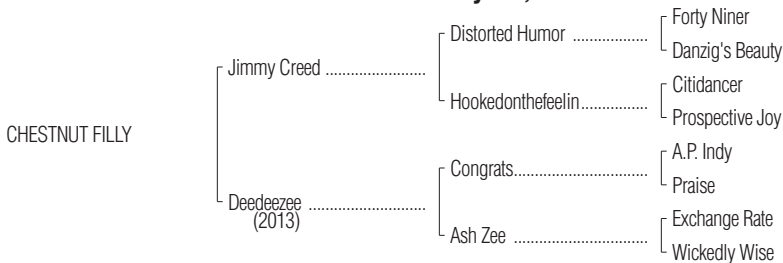 Forty Niner
Distorted Humor ..................
Danzig's Beauty
Jimmy Creed ........................
Citidancer
Hookedonthefeelin................
Prospective Joy
CHESTNUT FILLY
A.P. Indy
Congrats................................
Praise
Deedeezee ............................
(2013)
Exchange Rate
Ash Zee ................................
Wickedly Wise